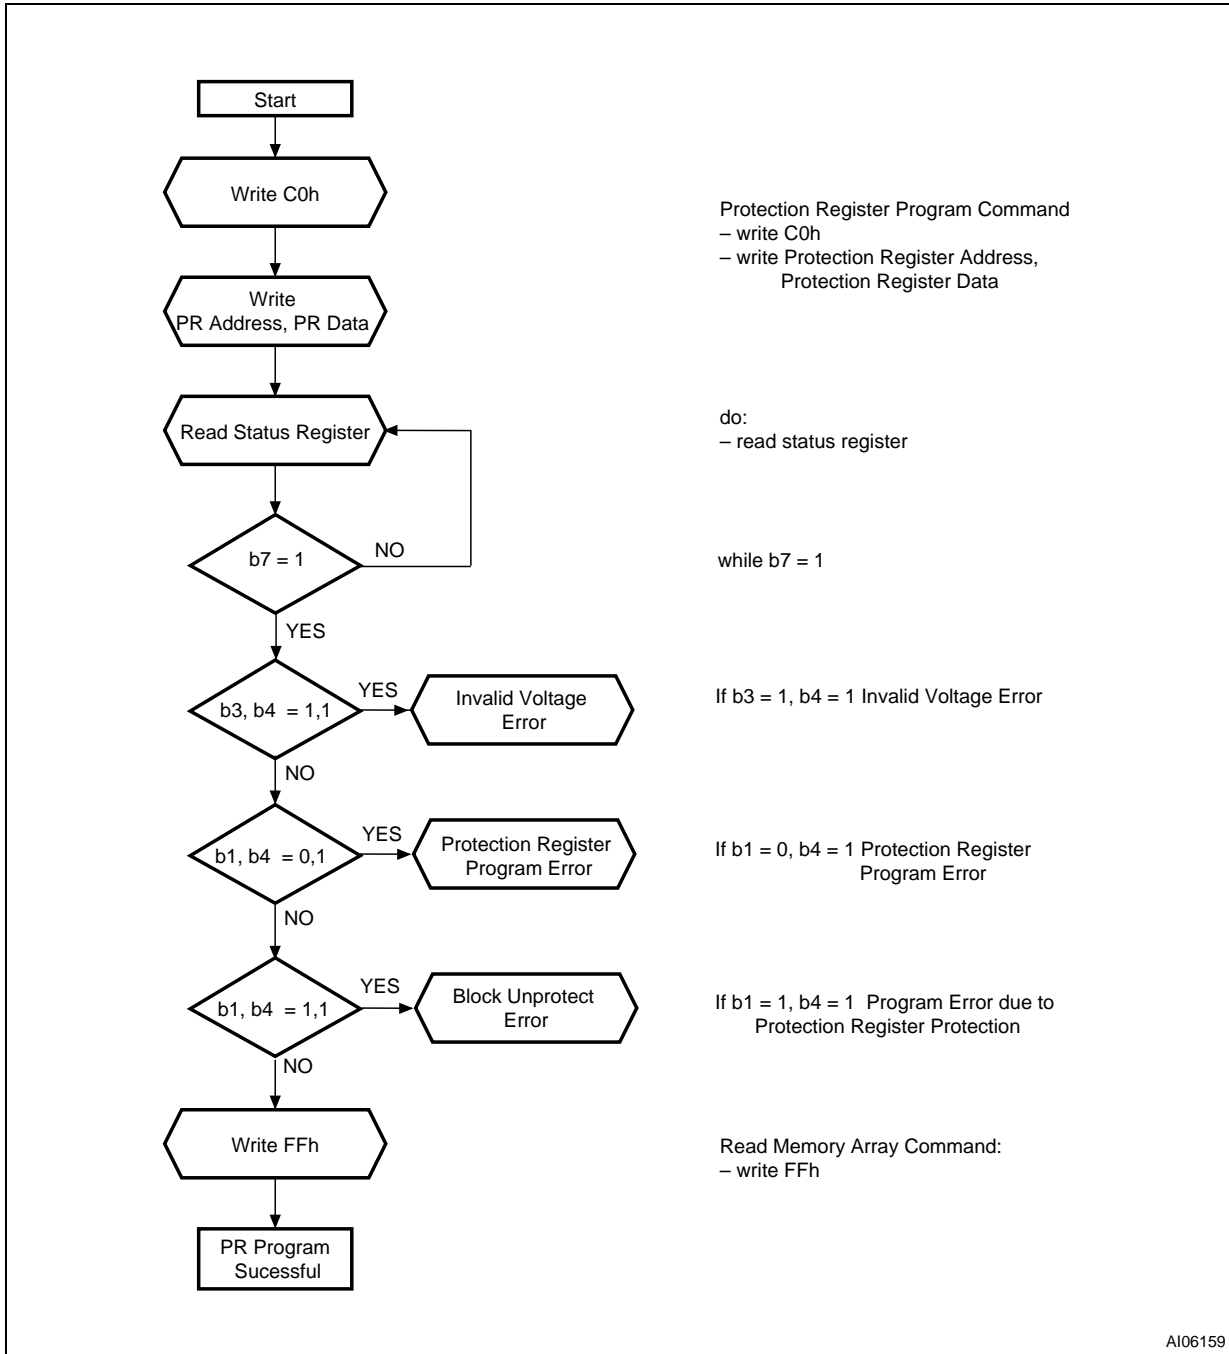 Start
Write C0h
Protection Register Program Command
– write C0h
– write Protection Register Address,
Protection Register Data
Write
PR Address, PR Data
Read Status Register
do:
– read status register
b7 = 1
NO
while b7 = 1
YES
b3, b4 = 1,1
YES
Invalid Voltage
Error
If b3 = 1, b4 = 1 Invalid Voltage Error
NO
b1, b4 = 0,1
YES
Protection Register
Program Error
If b1 = 0, b4 = 1 Protection Register
Program Error
NO
b1, b4 = 1,1
YES
Block Unprotect
Error
If b1 = 1, b4 = 1 Program Error due to
Protection Register Protection
NO
Write FFh
Read Memory Array Command:
– write FFh
PR Program
Sucessful
AI06159